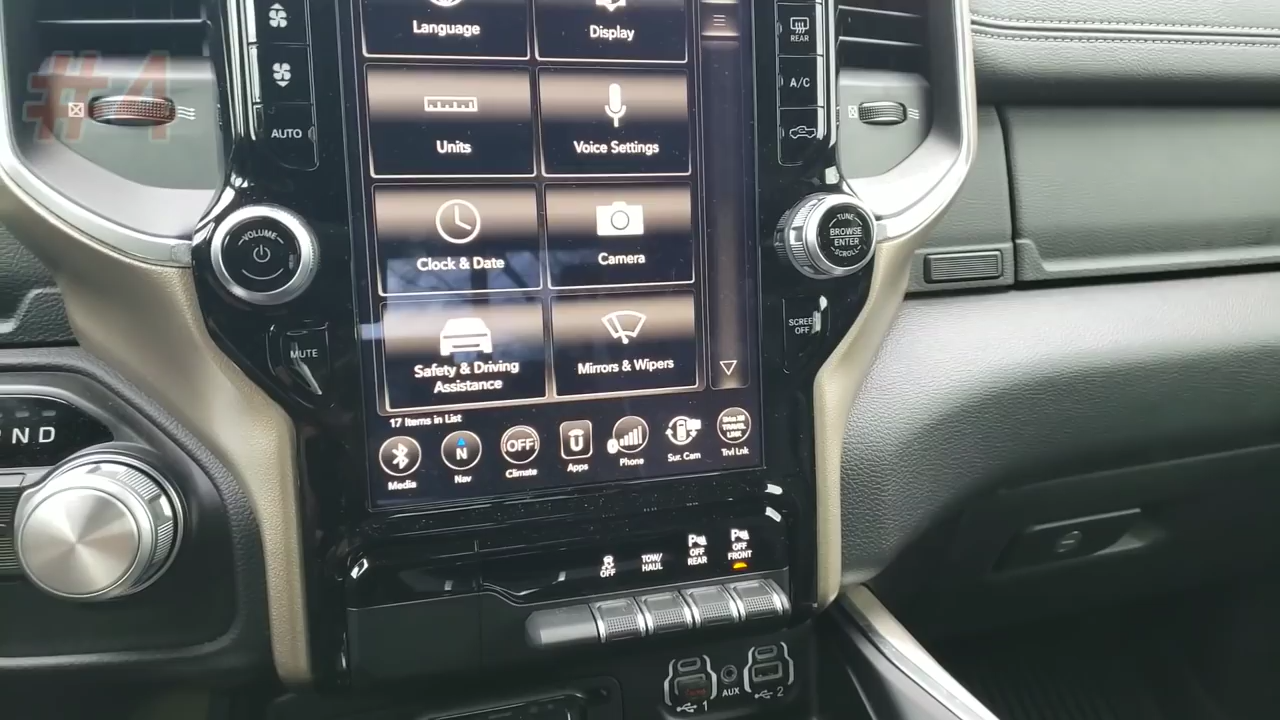 #4
Language
Display
REAR
A/C
AUTO
Units
Voice Settings
VOLUME
TUNE
BROWSE
ENTER
SCROLL
Clock & Date
Camera
MUTE
SCREEN
OFF
Safety & Driving
Assistance
Mirrors & Wipers
17 Items in List
N D
N
OFF
U
TRAVEL
LINK
Media
Nav
Climate
Apps
Phone
Sur. Cam
Trvl Lnk
OFF
TOW/
HAUL
OFF
REAR
OFF
FRONT
1
AUX
2